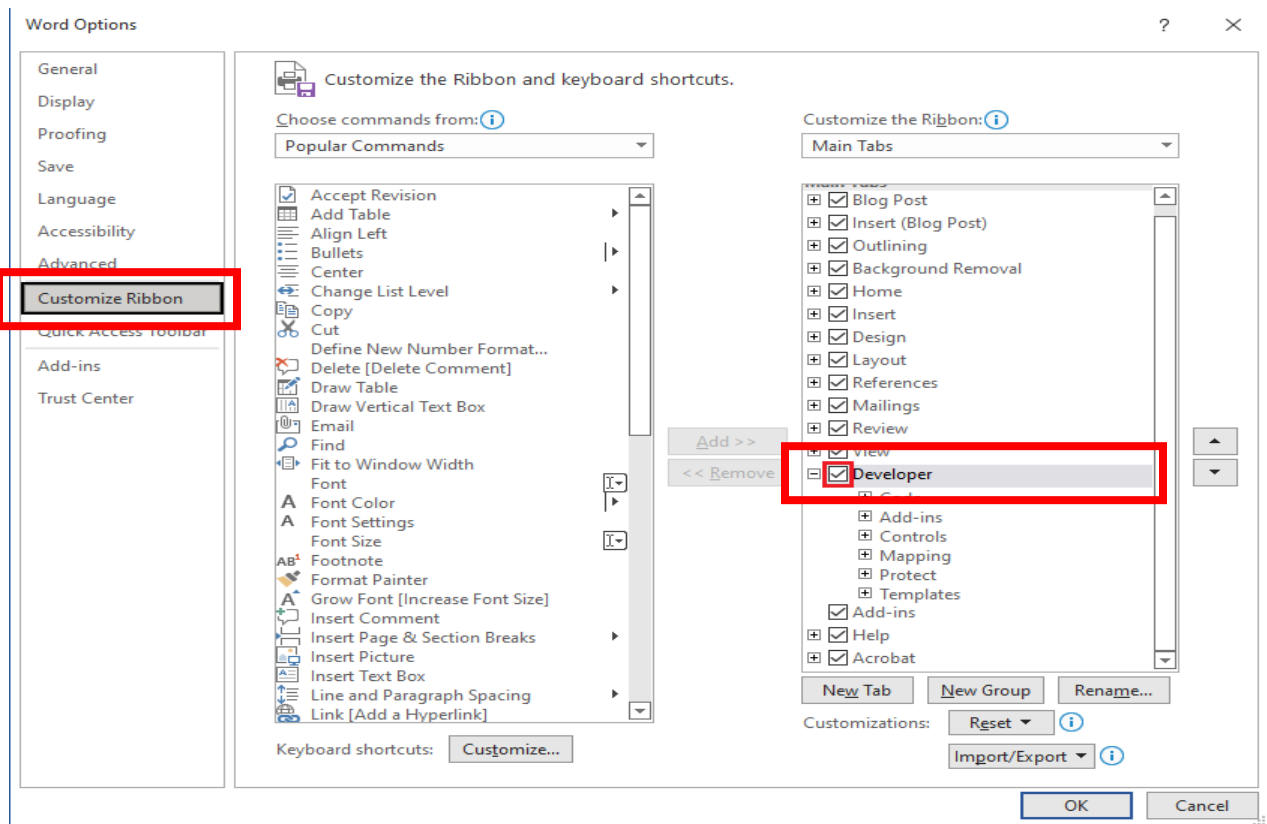 Word Options
?
General
Display
Proofing
Save
Language
Accessibility
Advanced
Customize Ribbon
Quick Access Toolbar
Add-ins
Trust Center
Customize the Ribbon and keyboard shortcuts.
Choose commands from:
Popular Commands
Accept Revision
Add Table
Align Left
Bullets
Center
Change List Level
Copy
Cut
Define New Number Format...
Delete [Delete Comment]
Draw Table
Draw Vertical Text Box
Email
Find
Fit to Window Width
Font
Font Color
Font Settings
Font Size
Footnote
Format Painter
Grow Font [Increase Font Size]
Insert Comment
Insert Page & Section Breaks
Insert Picture
Insert Text Box
Line and Paragraph Spacing
Link [Add a Hyperlink]
Keyboard shortcuts: Customize...
Add >>
<< Remove
Customize the Ribbon:
Main Tabs
Main Tabs
Blog Post
Insert (Blog Post)
Outlining
Background Removal
Home
Insert
Design
Layout
References
Mailings
Review
View
Developer
Code
Add-ins
Controls
Mapping
Protect
Templates
Add-ins
Help
Acrobat
New Tab New Group Rename...
Customizations: Reset
Import/Export
OK Cancel